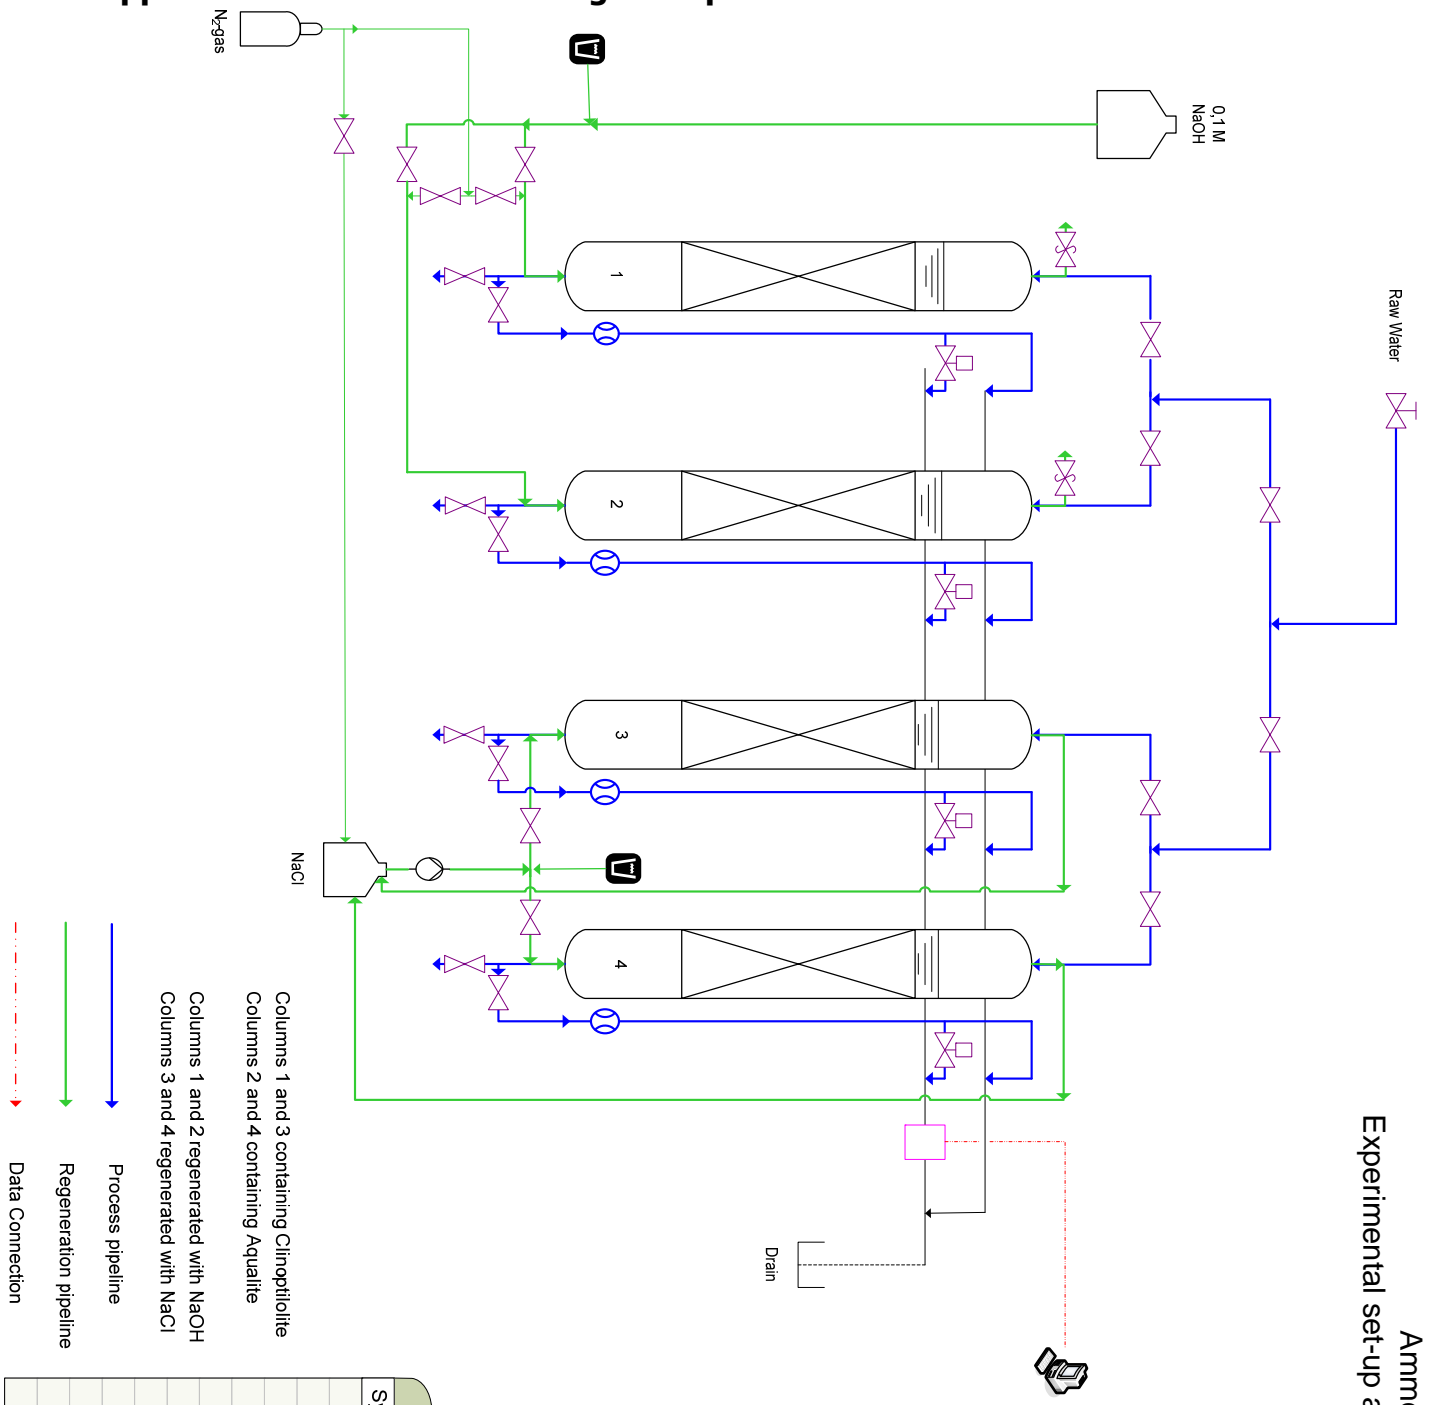 Amm
Experimental set-up a
Raw Water
0,1 M
NaOH
N2gas
1
2
3
4
NaCl
Drain
Columns 1 and 3 containing Clinoptilolite
Columns 2 and 4 containing Aqualite
Columns 1 and 2 regenerated with NaOH
Columns 3 and 4 regenerated with NaCl
Process pipeline
Regeneration pipeline
Data Connection